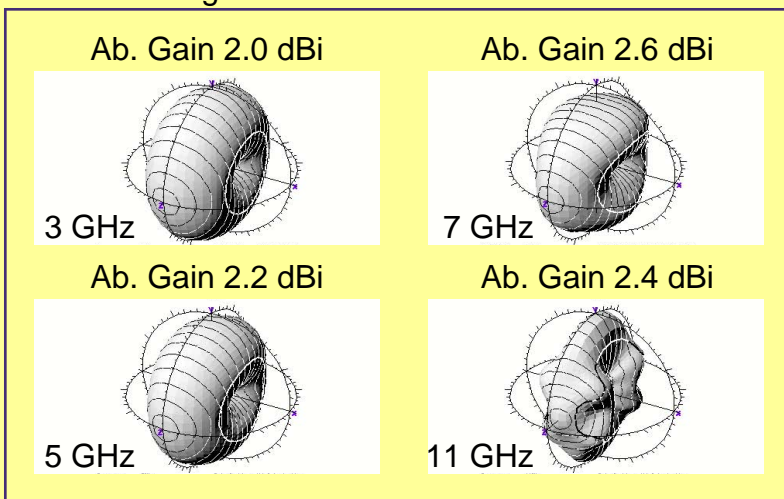 Ab. Gain 2.0 dBi
Ab. Gain 2.6 dBi
Y
X
Z
3 GHz
Y
X
Z
7 GHz
Ab. Gain 2.2 dBi
Ab. Gain 2.4 dBi
Y
X
Z
5 GHz
Y
X
Z
11 GHz